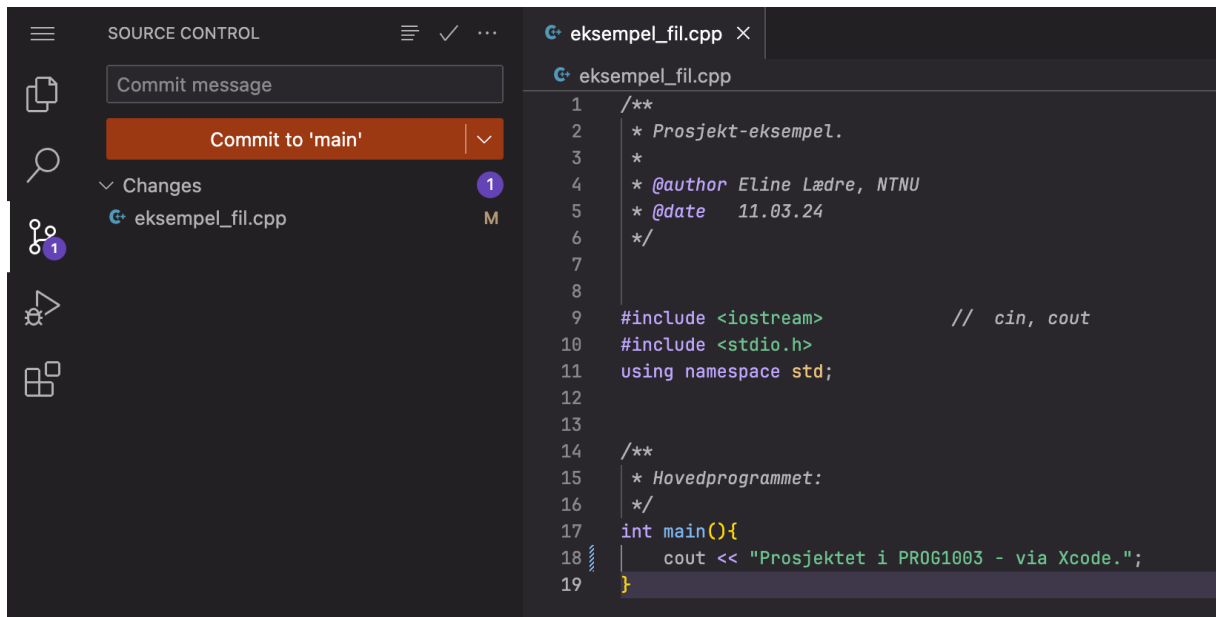 SOURCE CONTROL
Commit message
Commit to 'main'
Changes 1
eksempel_fil.cpp M
1
eksempel_fil.cpp
eksempel_fil.cpp
1 /**
2 * Prosjekt-eksempel.
3 *
4 * @author Eline Lædre, NTNU
5 * @date 11.03.24
6 */
7
8
9 #include <iostream> // cin, cout
10 #include <stdio.h>
11 using namespace std;
12
13
14 /**
15 * Hovedprogrammet:
16 */
17 int main(){
18 cout << "Prosjektet i PROG1003 - via Xcode.";
19 }